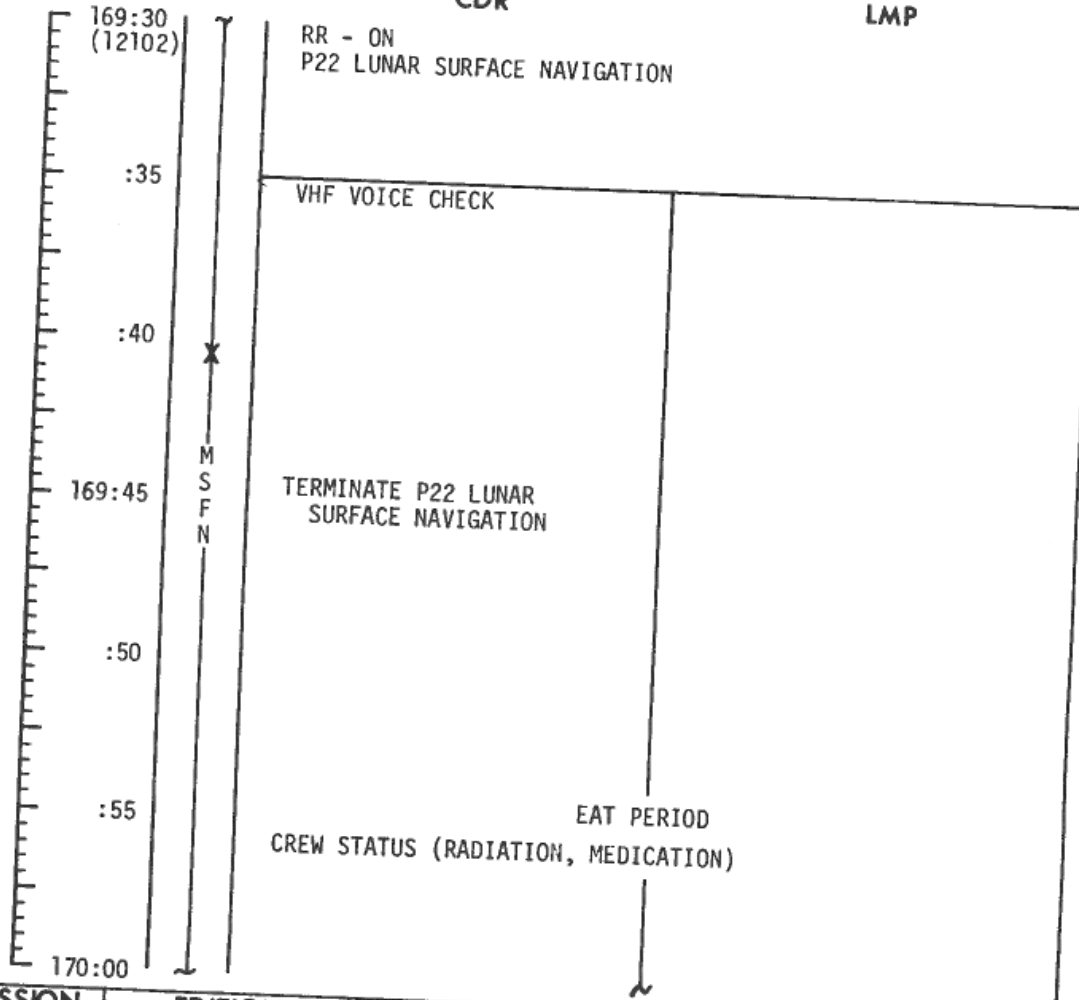 CDR
LMP
169:30
(12102)
RR - ON
P22 LUNAR SURFACE NAVIGATION
:35
VHF VOICE CHECK
:40
MSFN
169:45
TERMINATE P22 LUNAR
SURFACE NAVIGATION
:50
:55
EAT PERIOD
CREW STATUS (RADIATION, MEDICATION)
170:00